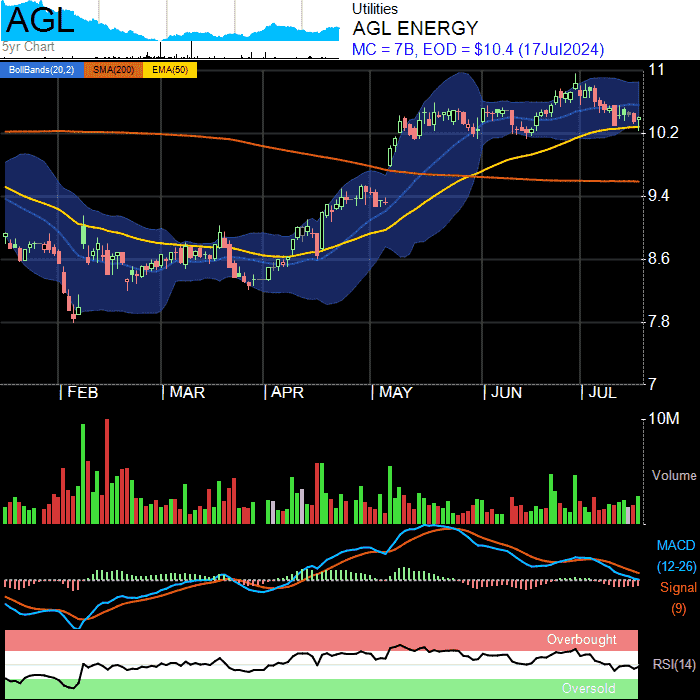 AGL
5yr Chart
Utilities
AGL ENERGY
MC = 7B, EOD = $10.4 (17Jul2024)
BollBands(20,2) SMA(200) EMA(50)
11
10.2
9.4
8.6
7.8
7
FEB MAR APR MAY JUN JUL
10M
Volume
MACD
(12-26)
Signal
(9)
Overbought
RSI(14)
Oversold